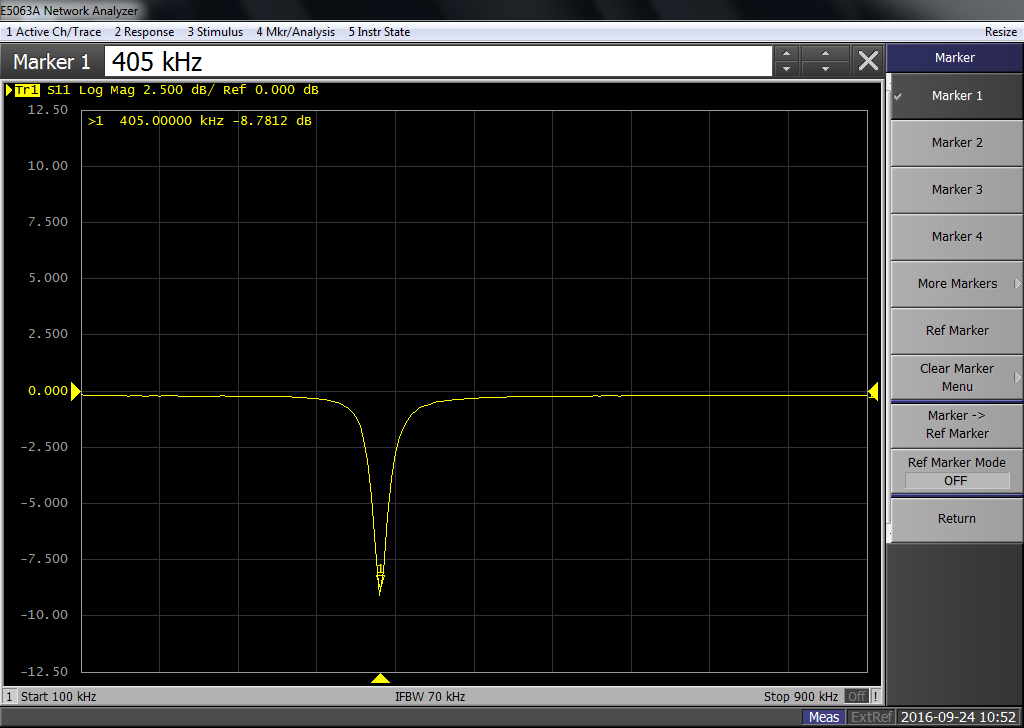 E5063A Network Analyzer
1 Active Ch/Trace 2 Response 3 Stimulus 4 Mkr/Analysis 5 Instr State Resize
Marker 1 405 kHz
Tr1 S11 Log Mag 2.500 dB/ Ref 0.000 dB
>1 405.00000 kHz -8.7812 dB
12.50
10.00
7.500
5.000
2.500
0.000
-2.500
-5.000
-7.500
-10.00
-12.50
1 Start 100 kHz IFBW 70 kHz Stop 900 kHz Off !
Marker
Marker 1
Marker 2
Marker 3
Marker 4
More Markers
Ref Marker
Clear Marker
Menu
Marker ->
Ref Marker
Ref Marker Mode
OFF
Return
Meas ExtRef 2016-09-24 10:52